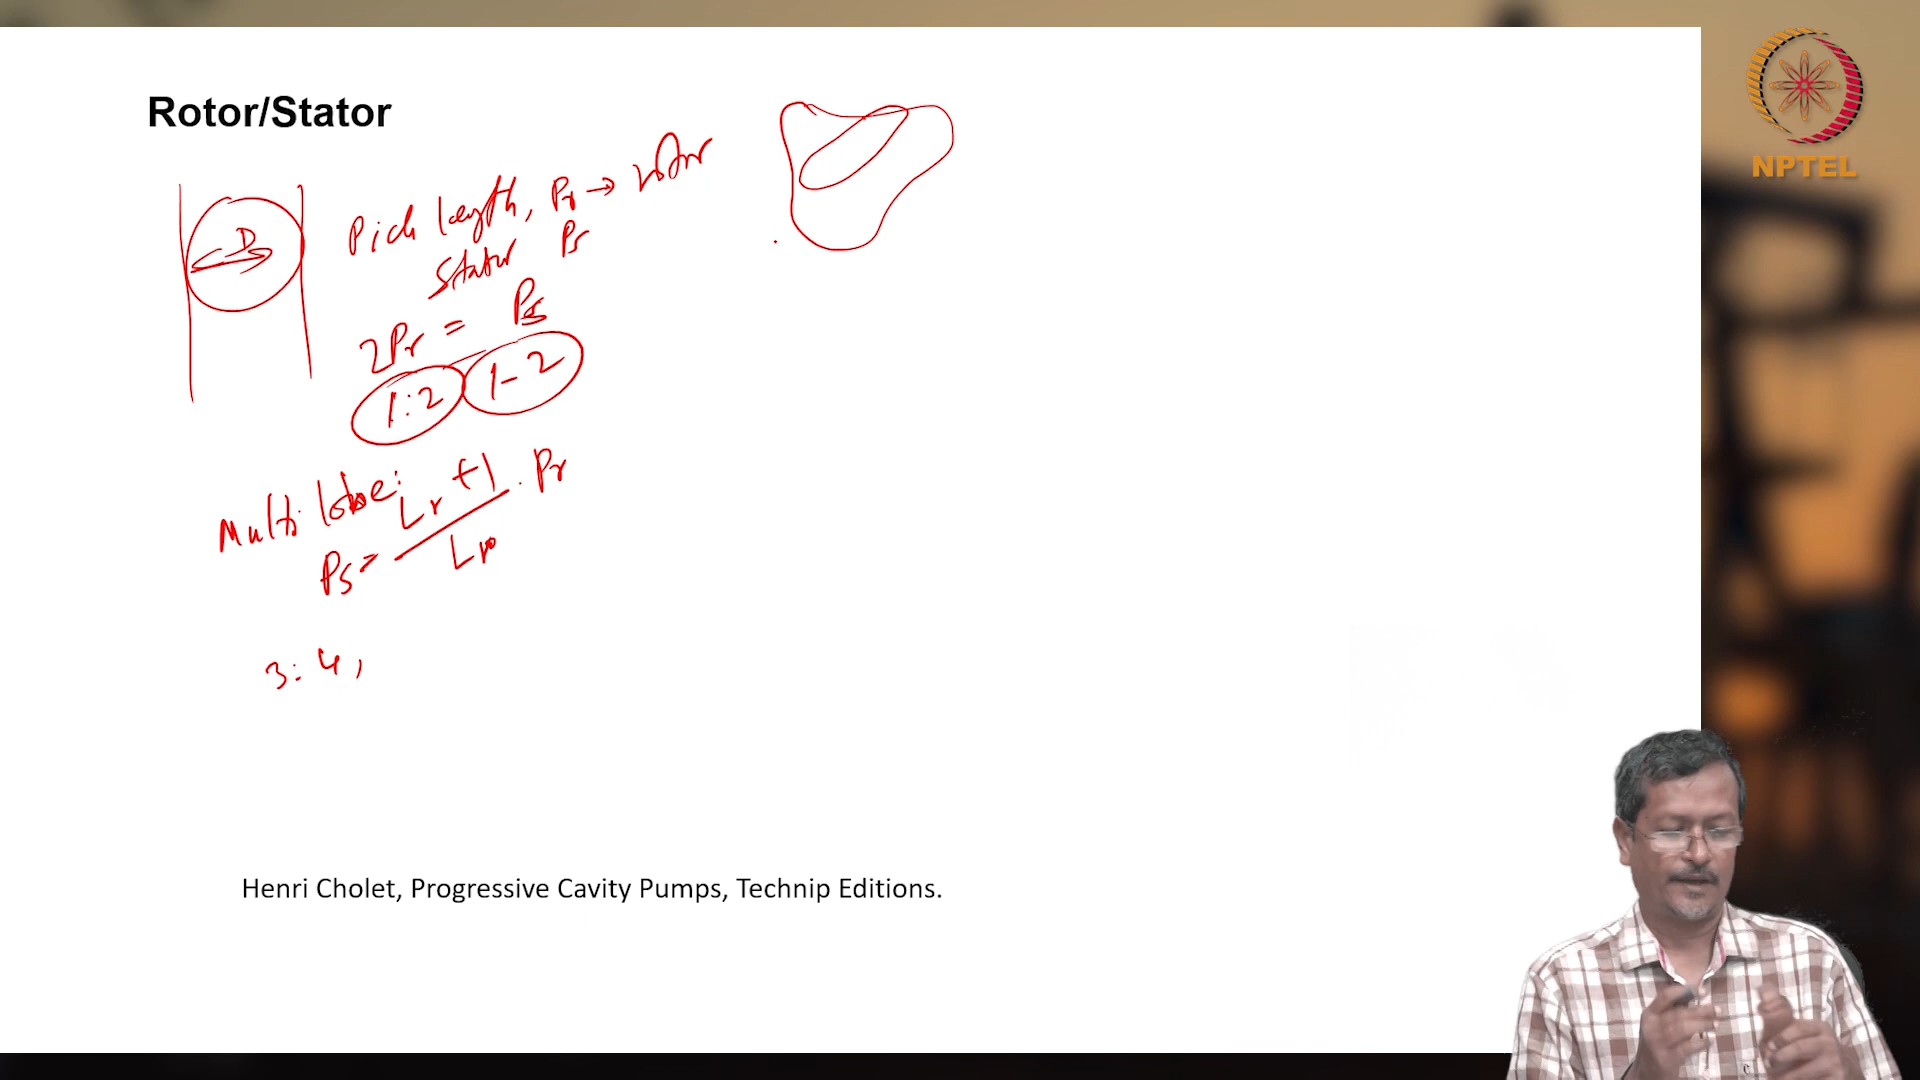 Rotor/Stator
NPTEL
D
Pich length, Pr → rotor
Stator Ps
2Pr = Ps
1:2 1-2
Multi lobe:
Ps = Lr +1 / Lr . Pr
3:4,
Henri Cholet, Progressive Cavity Pumps, Technip Editions.